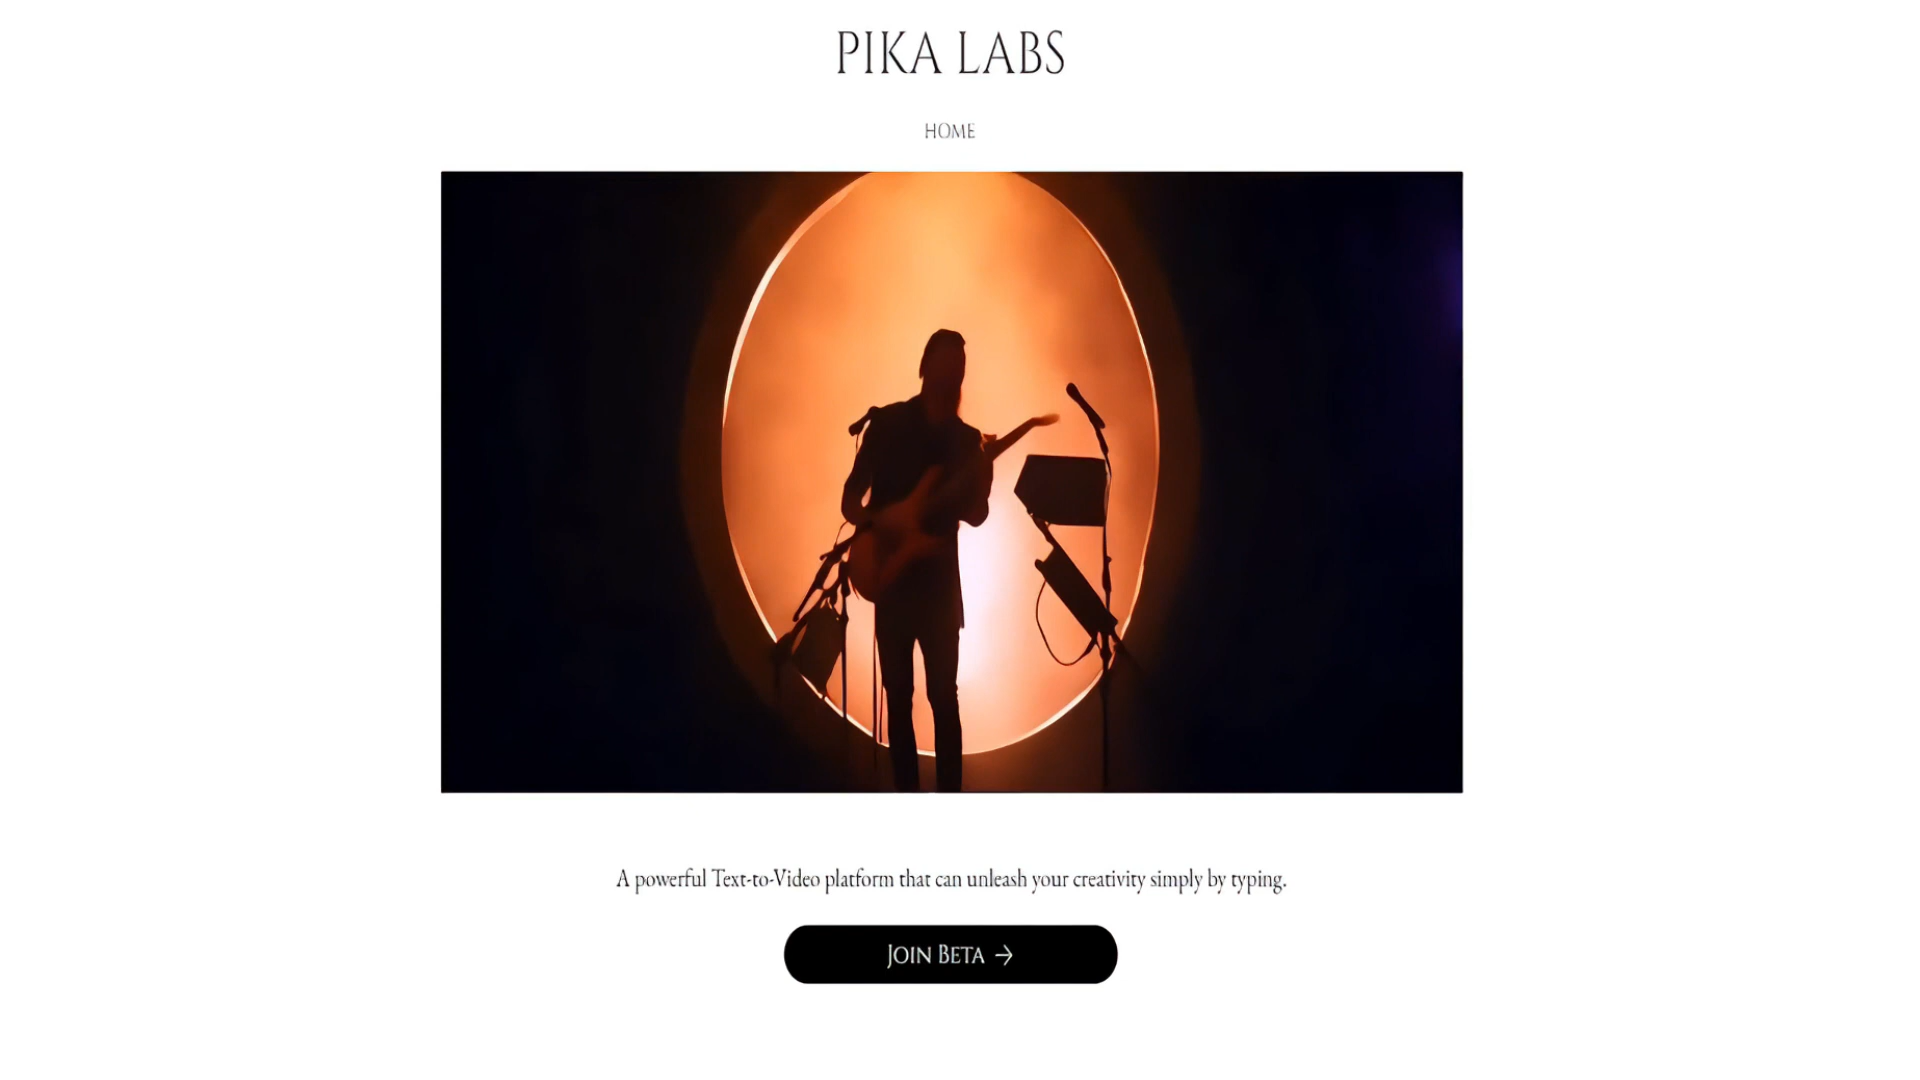 PIKA LABS
HOME
A powerful Text-to-Video platform that can unleash your creativity simply by typing.
JOIN BETA →